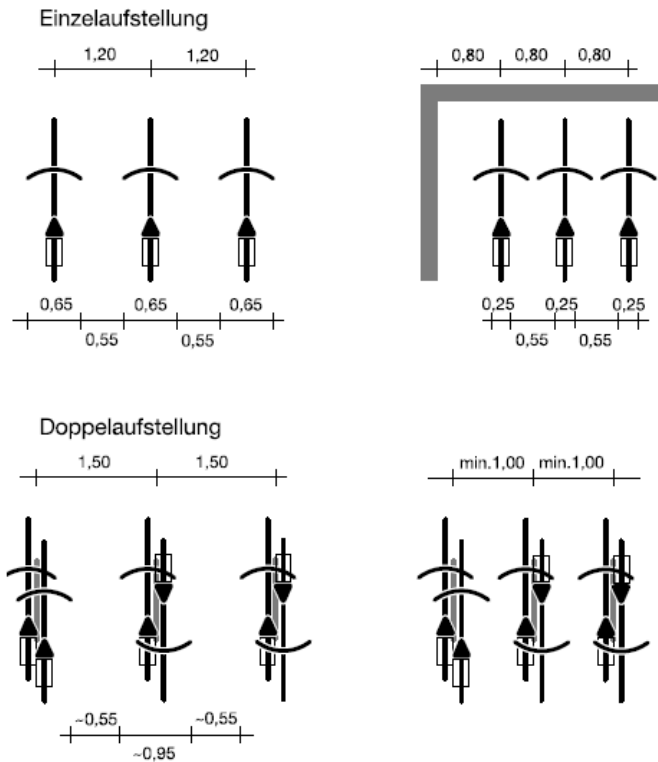 Einzelaufstellung
1,20 1,20
0,80 0,80 0,80
0,65 0,65 0,65
0,55 0,55
0,25 0,25 0,25
0,55 0,55
Doppelaufstellung
1,50 1,50
min.1,00 min.1,00
~0,55 ~0,55
~0,95